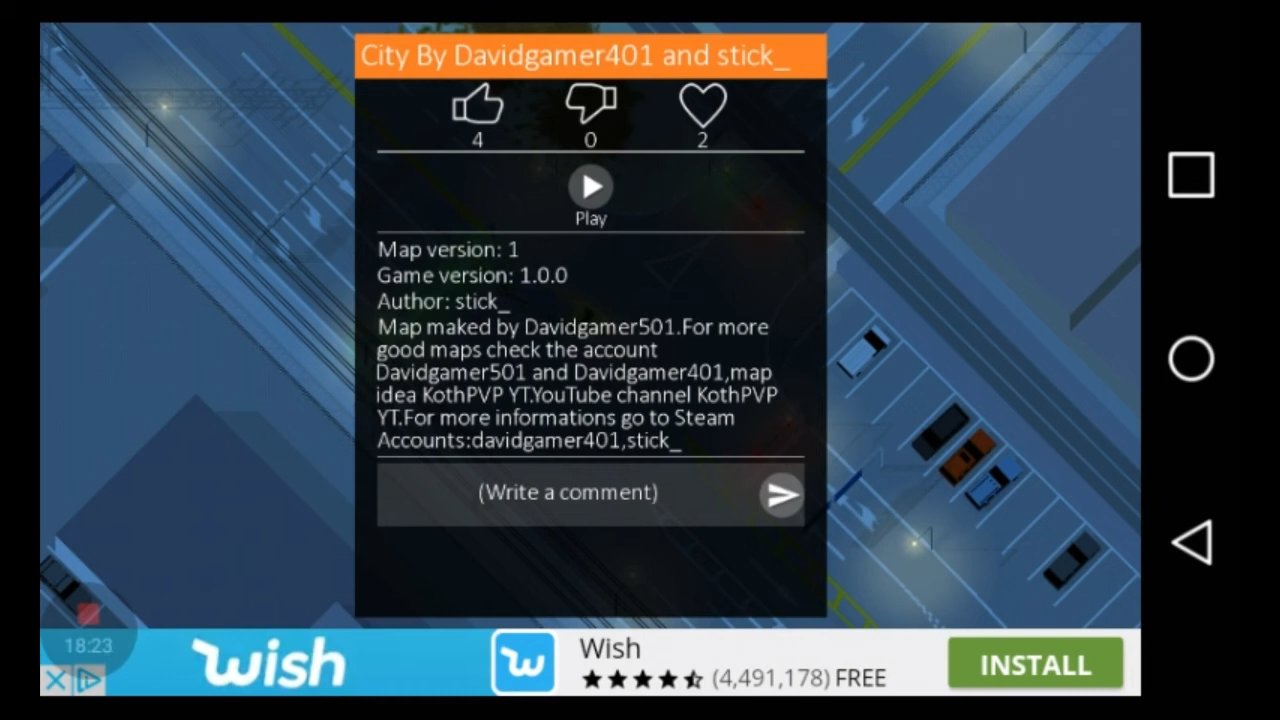 City By Davidgamer401 and stick_
4
0
2
Play
Map version: 1
Game version: 1.0.0
Author: stick_
Map maked by Davidgamer501.For more
good maps check the account
Davidgamer501 and Davidgamer401,map
idea KothPVP YT.YouTube channel KothPVP
YT.For more informations go to Steam
Accounts:davidgamer401,stick_
(Write a comment)
18:23
wish
Wish
(4,491,178) FREE
INSTALL